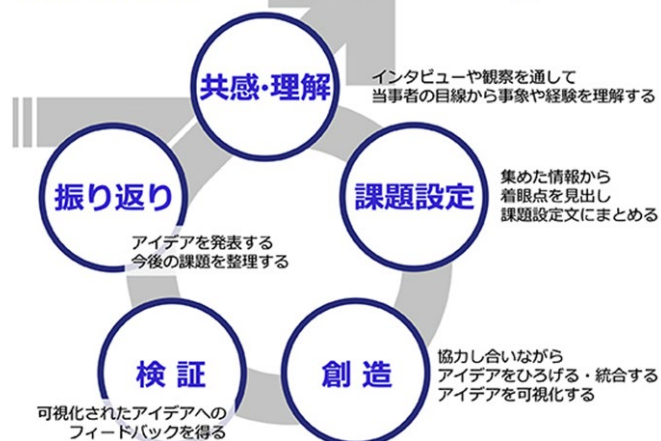 共感・理解
インタビューや観察を通して
当事者の目線から事象や経験を理解する
課題設定
集めた情報から
着眼点を見出し
課題設定文にまとめる
創 造
協力し合いながら
アイデアをひろげる・統合する
アイデアを可視化する
検 証
可視化されたアイデアへの
フィードバックを得る
振り返り
アイデアを発表する
今後の課題を整理する